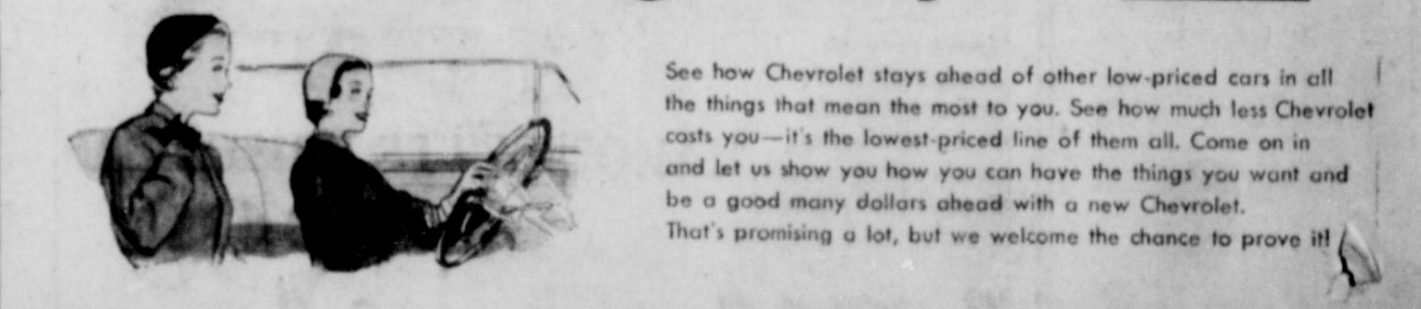 See how Chevrolet stays ahead of other low-priced cars in all
the things that mean the most to you. See how much less Chevrolet
costs you—it's the lowest-priced line of them all. Come on in
and let us show you how you can have the things you want and
be a good many dollars ahead with a new Chevrolet.
That's promising a lot, but we welcome the chance to prove it!